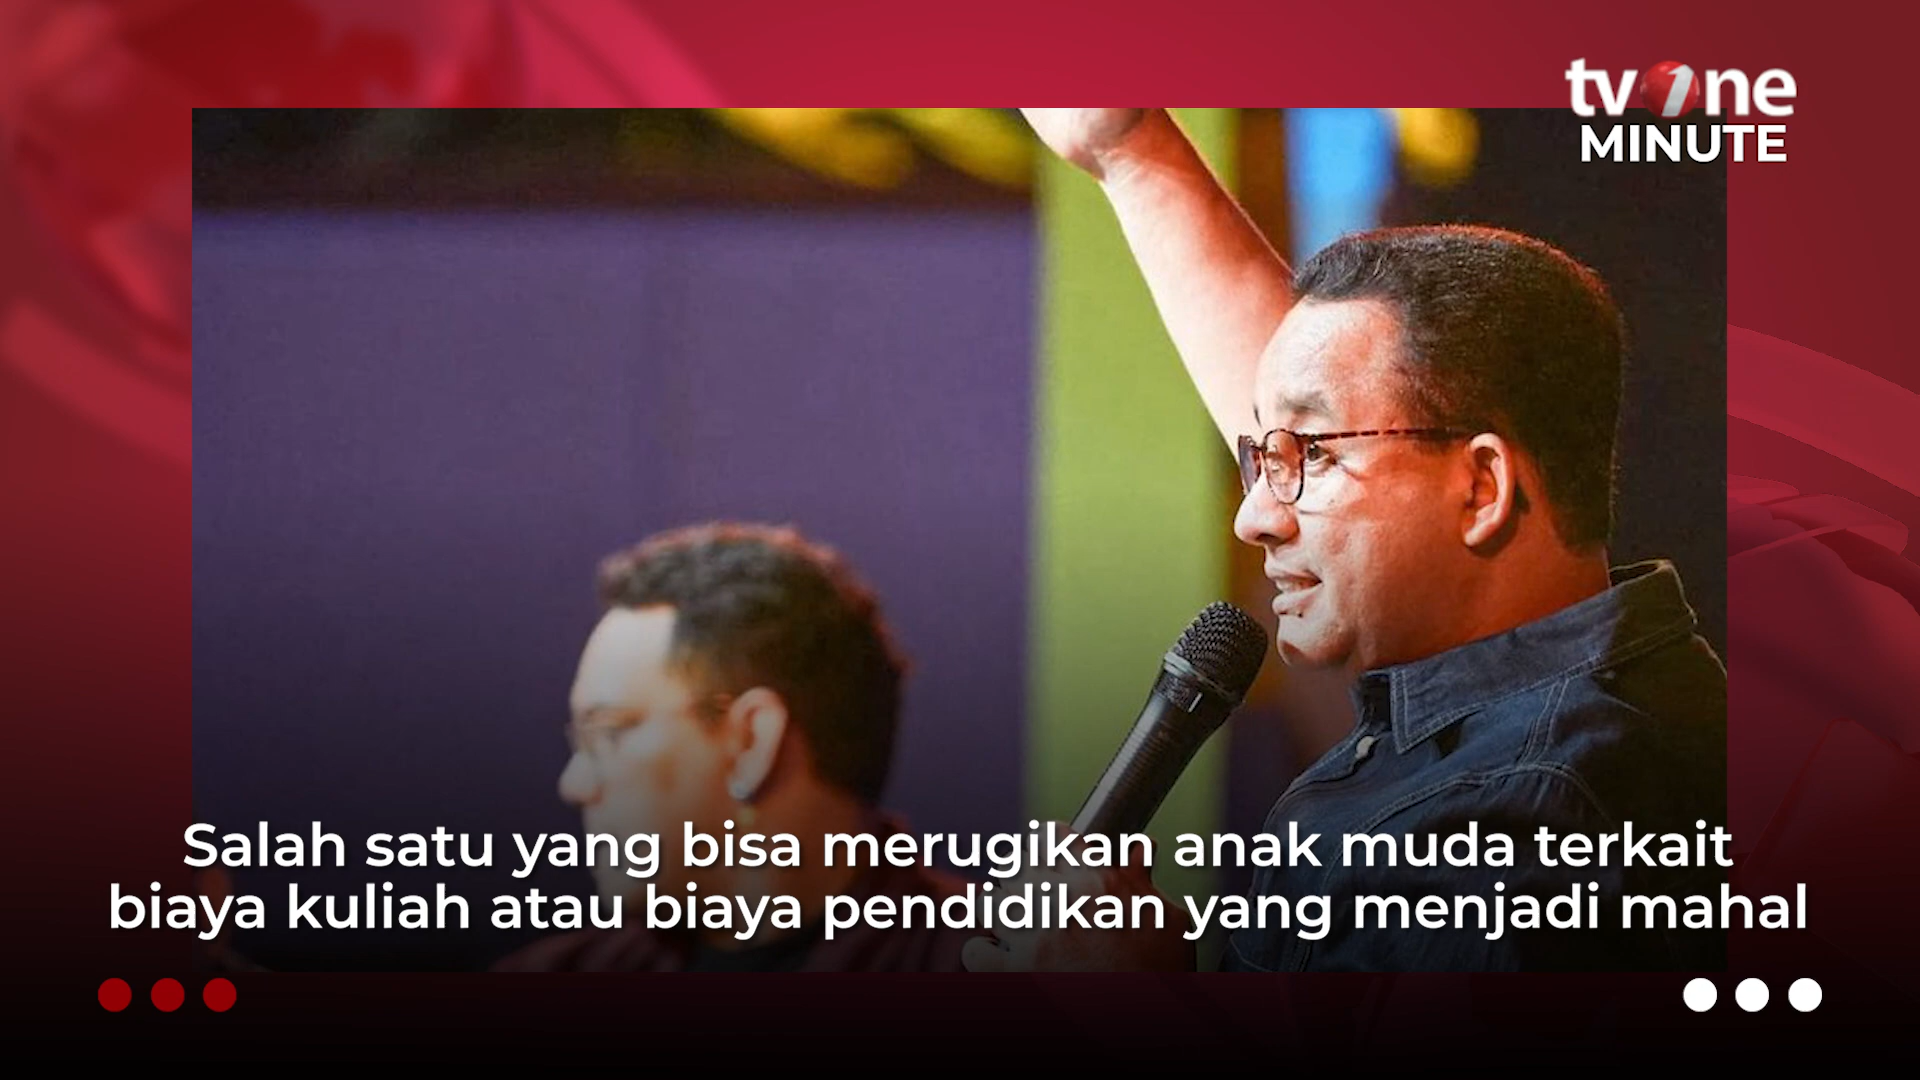 tvOne
MINUTE
Salah satu yang bisa merugikan anak muda terkait
biaya kuliah atau biaya pendidikan yang menjadi mahal